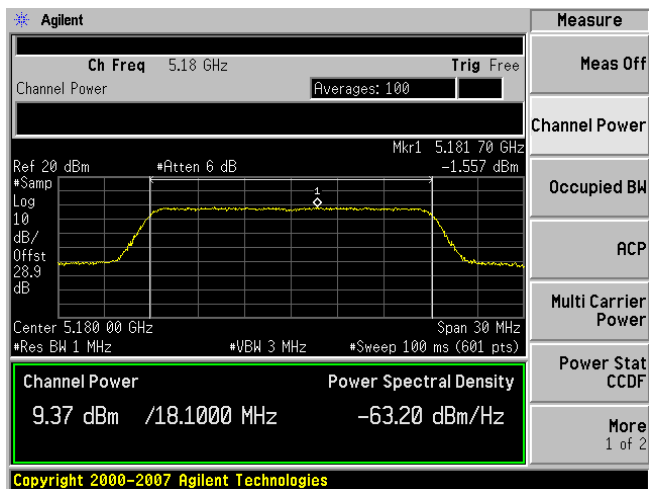 Agilent
Measure
Ch Freq 5.18 GHz Trig Free
Meas Off
Channel Power Averages: 100
Channel Power
Mkr1 5.181 70 GHz
Ref 20 dBm #Atten 6 dB -1.557 dBm
#Samp
Log
10
dB/
Offst
28.9
dB
1
Occupied BW
ACP
Multi Carrier
Power
Center 5.180 00 GHz Span 30 MHz
#Res BW 1 MHz #VBW 3 MHz #Sweep 100 ms (601 pts)
Power Stat
CCDF
Channel Power Power Spectral Density
9.37 dBm /18.1000 MHz -63.20 dBm/Hz
More
1 of 2
Copyright 2000-2007 Agilent Technologies